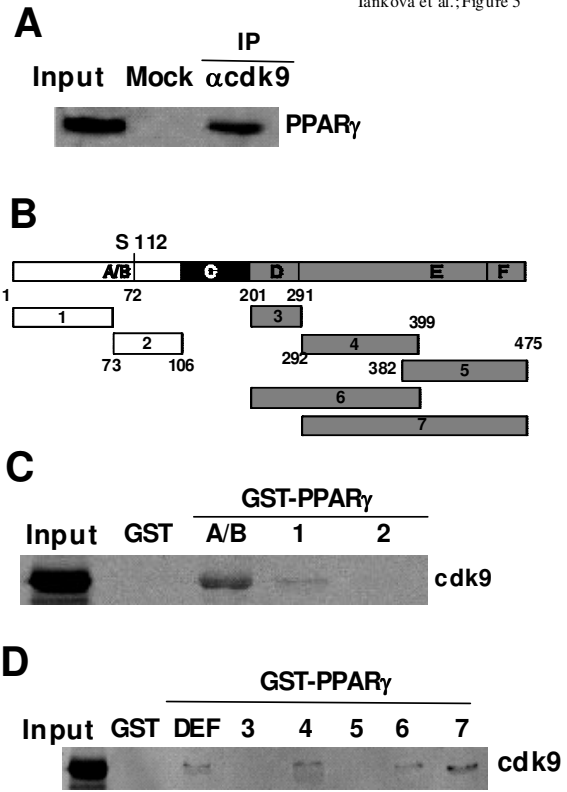 Iankova et al.; Figure 5
A
IP
Input Mock αcdk9
PPARγ
B
S 112
A/B C D E F
1 72 201 291
1 3 399
2 4 475
73 106 292 382 5
6
7
C
GST-PPARγ
Input GST A/B 1 2
cdk9
D
GST-PPARγ
Input GST DEF 3 4 5 6 7
cdk9